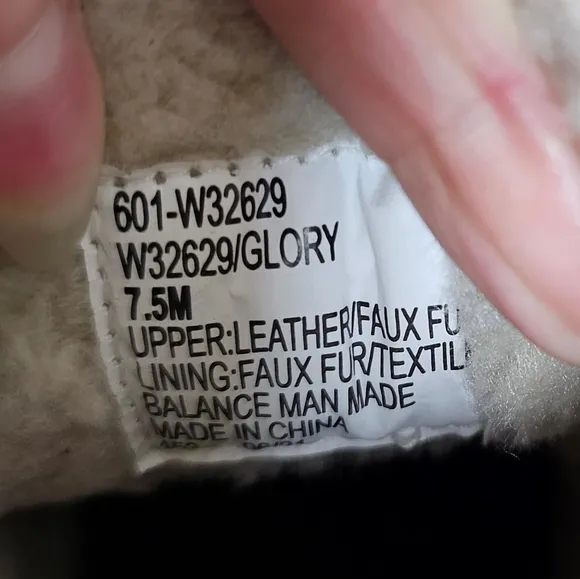 601-W32629
W32629/GLORY
7.5M
UPPER:LEATHER/FAUX FU
LINING:FAUX FUR/TEXTIL
BALANCE MAN MADE
MADE IN CHINA